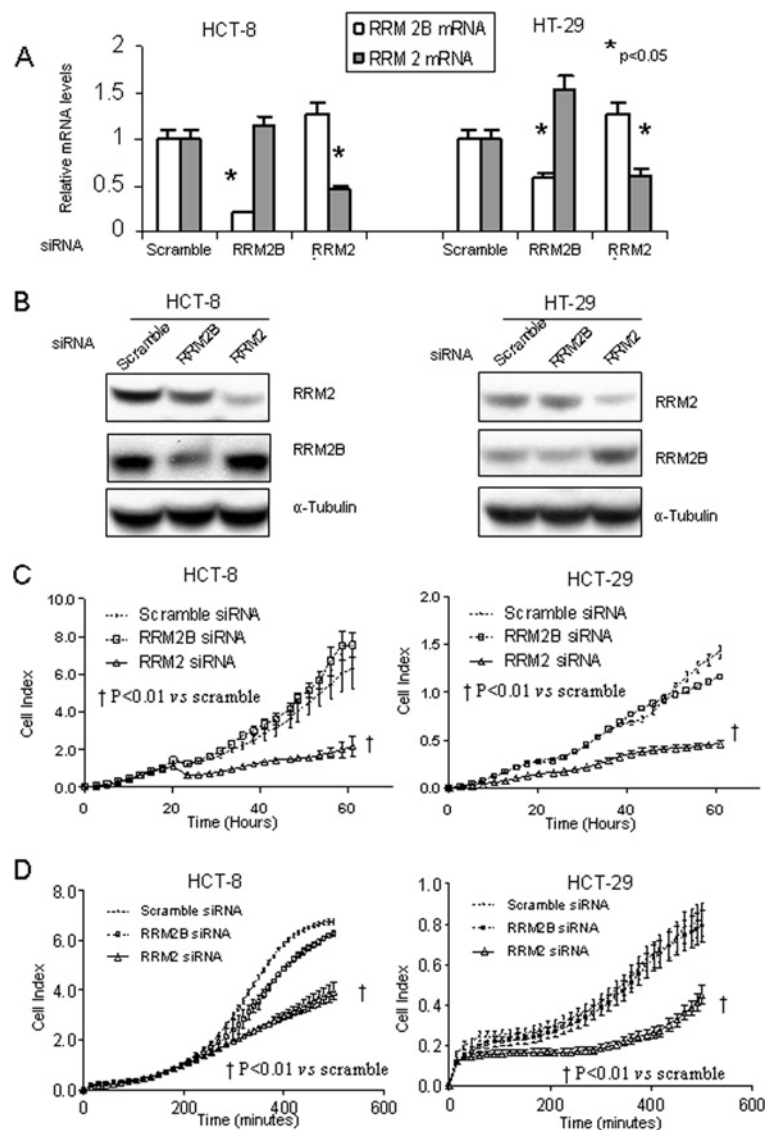 A
HCT-8
RRM 2B mRNA
RRM 2 mRNA
HT-29
* p<0.05
Relative mRNA levels
2
1.5
1
0.5
0
* * * *
siRNA
Scramble RRM2B RRM2 Scramble RRM2B RRM2
B
HCT-8
siRNA
Scramble RRM2B RRM2
RRM2
RRM2B
α-Tubulin
HT-29
siRNA
Scramble RRM2B RRM2
RRM2
RRM2B
α-Tubulin
C
HCT-8
Cell Index
10.0
8.0
6.0
4.0
2.0
0.0
Scramble siRNA
RRM2B siRNA
RRM2 siRNA
† P<0.01 vs scramble
†
0 20 40 60
Time (Hours)
HCT-29
Cell Index
2.0
1.5
1.0
0.5
0.0
Scramble siRNA
RRM2B siRNA
RRM2 siRNA
† P<0.01 vs scramble
†
0 20 40 60
Time (Hours)
D
HCT-8
Cell Index
8.0
6.0
4.0
2.0
0.0
Scramble siRNA
RRM2B siRNA
RRM2 siRNA
†
† P<0.01 vs scramble
0 200 400 600
Time (minutes)
HCT-29
Cell Index
1.0
0.8
0.6
0.4
0.2
0.0
Scramble siRNA
RRM2B siRNA
RRM2 siRNA
†
† P<0.01 vs scramble
0 200 400 600
Time (minutes)